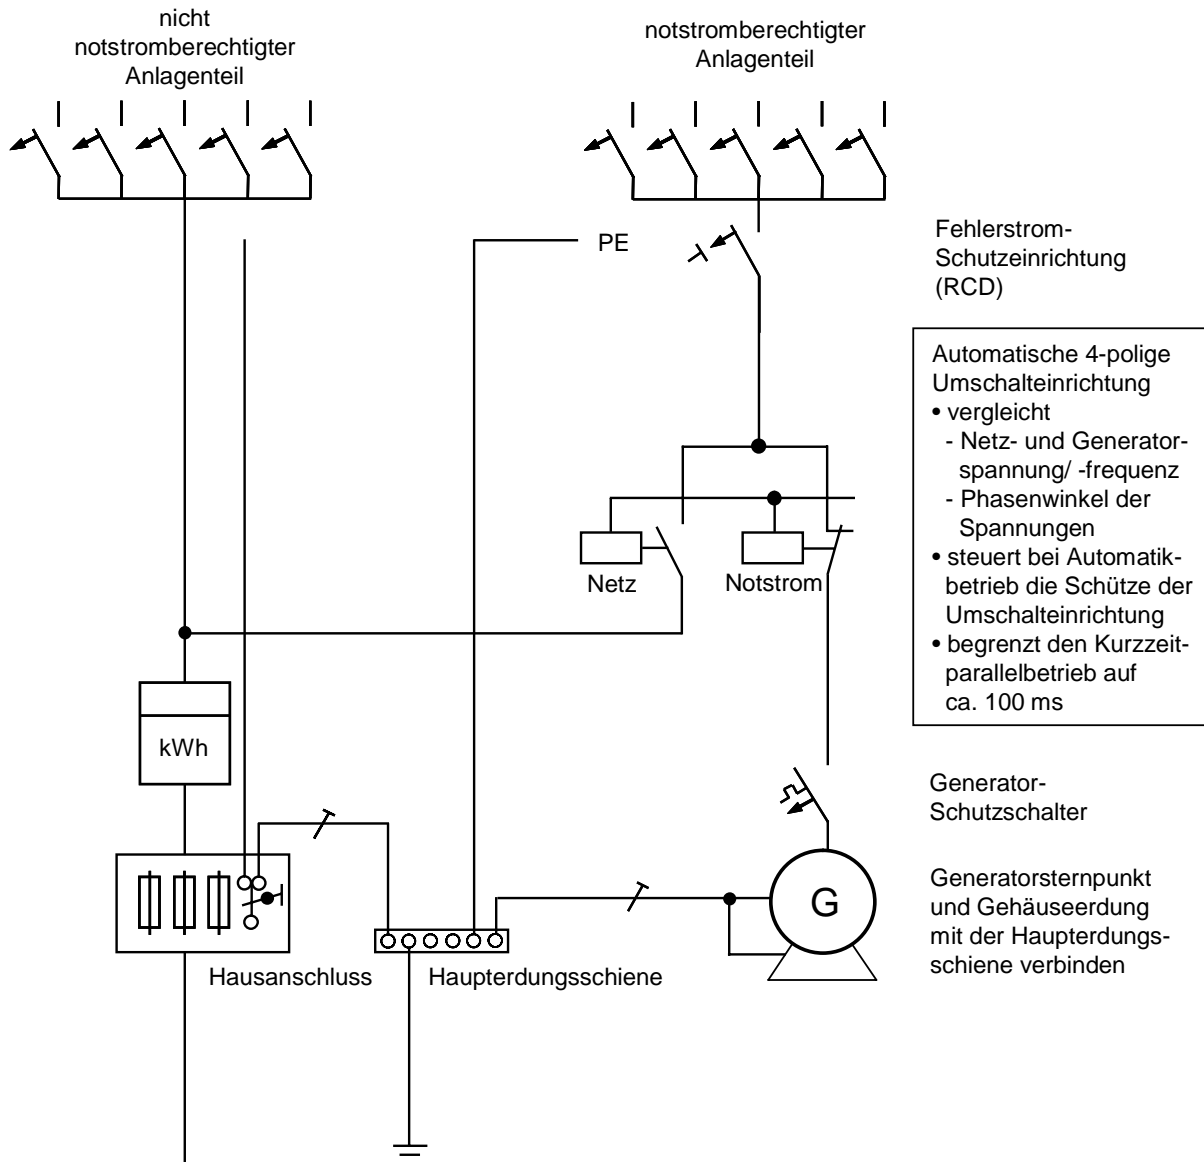 nicht
notstromberechtigter
Anlagenteil
notstromberechtigter
Anlagenteil
PE
Fehlerstrom-
Schutzeinrichtung
(RCD)
Automatische 4-polige
Umschalteinrichtung
• vergleicht
- Netz- und Generator-
spannung/ -frequenz
- Phasenwinkel der
Spannungen
• steuert bei Automatik-
betrieb die Schütze der
Umschalteinrichtung
• begrenzt den Kurzzeit-
parallelbetrieb auf
ca. 100 ms
Netz
Notstrom
kWh
Generator-
Schutzschalter
G
Generatorsternpunkt
und Gehäuseerdung
mit der Haupterdungs-
schiene verbinden
Hausanschluss
Haupterdungsschiene